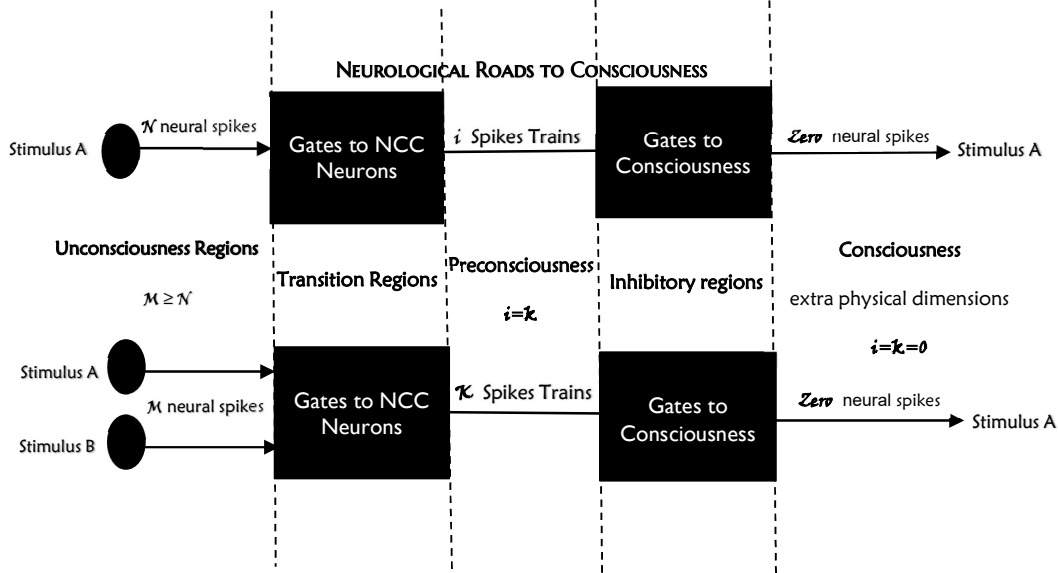 NEUROLOGICAL ROADS TO CONSCIOUSNESS
Stimulus A
N neural spikes
Gates to NCC
Neurons
i Spikes Trains
Gates to
Consciousness
Zero neural spikes
Stimulus A
Unconsciousness Regions
Transition Regions
Preconsciousness
Inhibitory regions
Consciousness
M ≥ N
i=k
extra physical dimensions
i=k=0
Stimulus A
M neural spikes
Stimulus B
Gates to NCC
Neurons
K Spikes Trains
Gates to
Consciousness
Zero neural spikes
Stimulus A